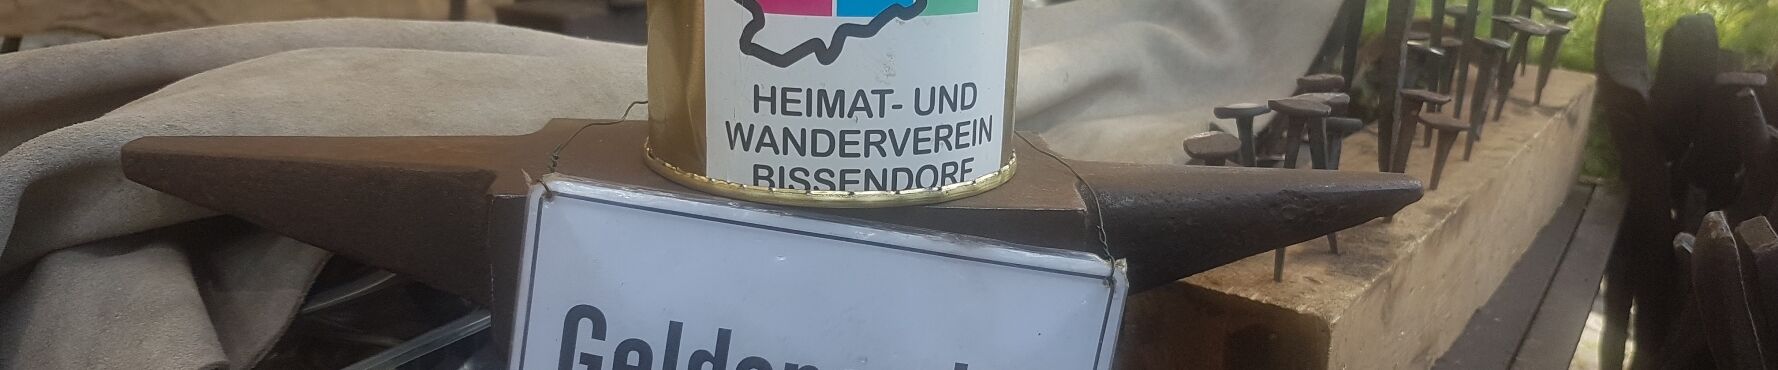 HEIMAT- UND
WANDERVEREIN
BISSENDORF